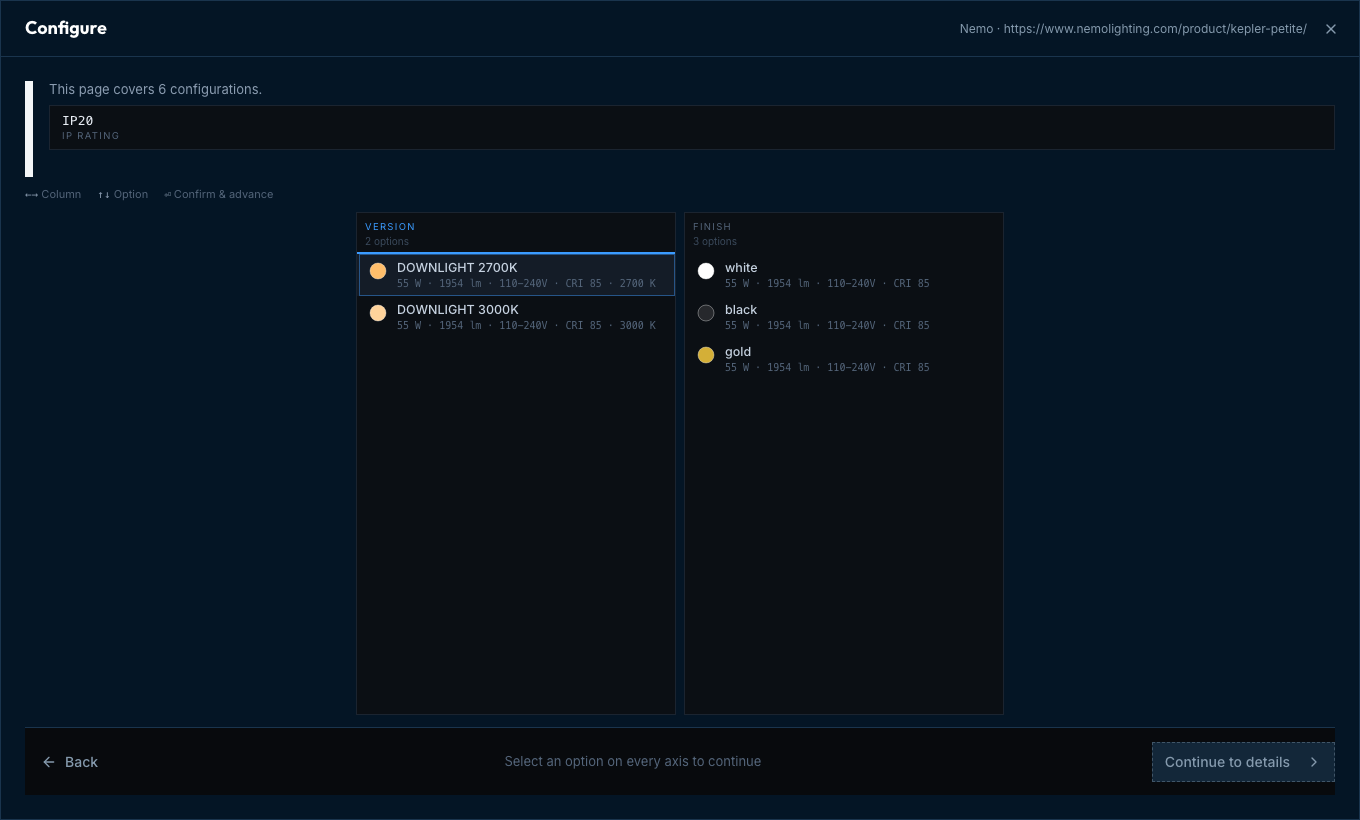 Configure
Nemo · https://www.nemolighting.com/product/kepler-petite/
This page covers 6 configurations.
IP20
IP RATING
←→ Column ↑↓ Option ⏎ Confirm & advance
VERSION
2 options
DOWNLIGHT 2700K
55 W · 1954 lm · 110–240V · CRI 85 · 2700 K
DOWNLIGHT 3000K
55 W · 1954 lm · 110–240V · CRI 85 · 3000 K
FINISH
3 options
white
55 W · 1954 lm · 110–240V · CRI 85
black
55 W · 1954 lm · 110–240V · CRI 85
gold
55 W · 1954 lm · 110–240V · CRI 85
Back
Select an option on every axis to continue
Continue to details